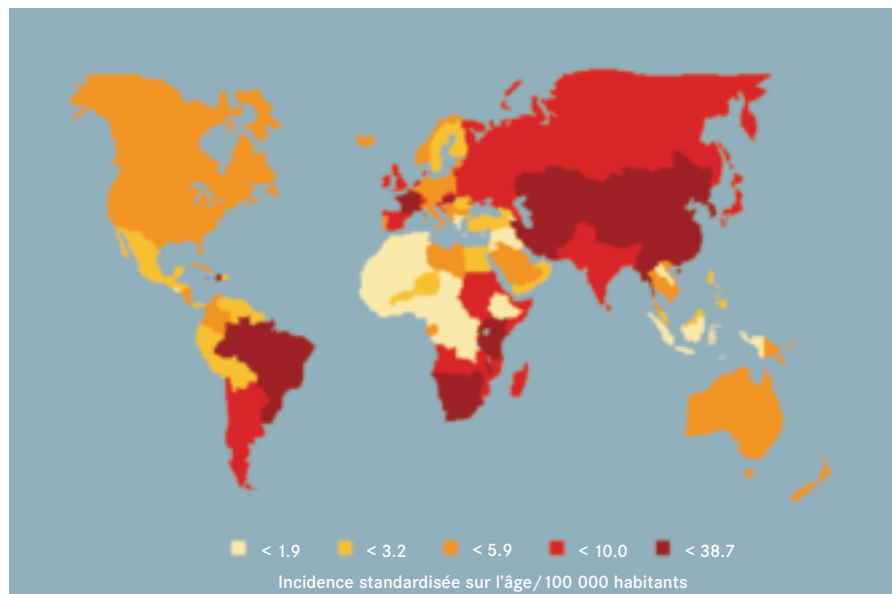 < 1.9 < 3.2 < 5.9 < 10.0 < 38.7
Incidence standardisée sur l'âge/100 000 habitants